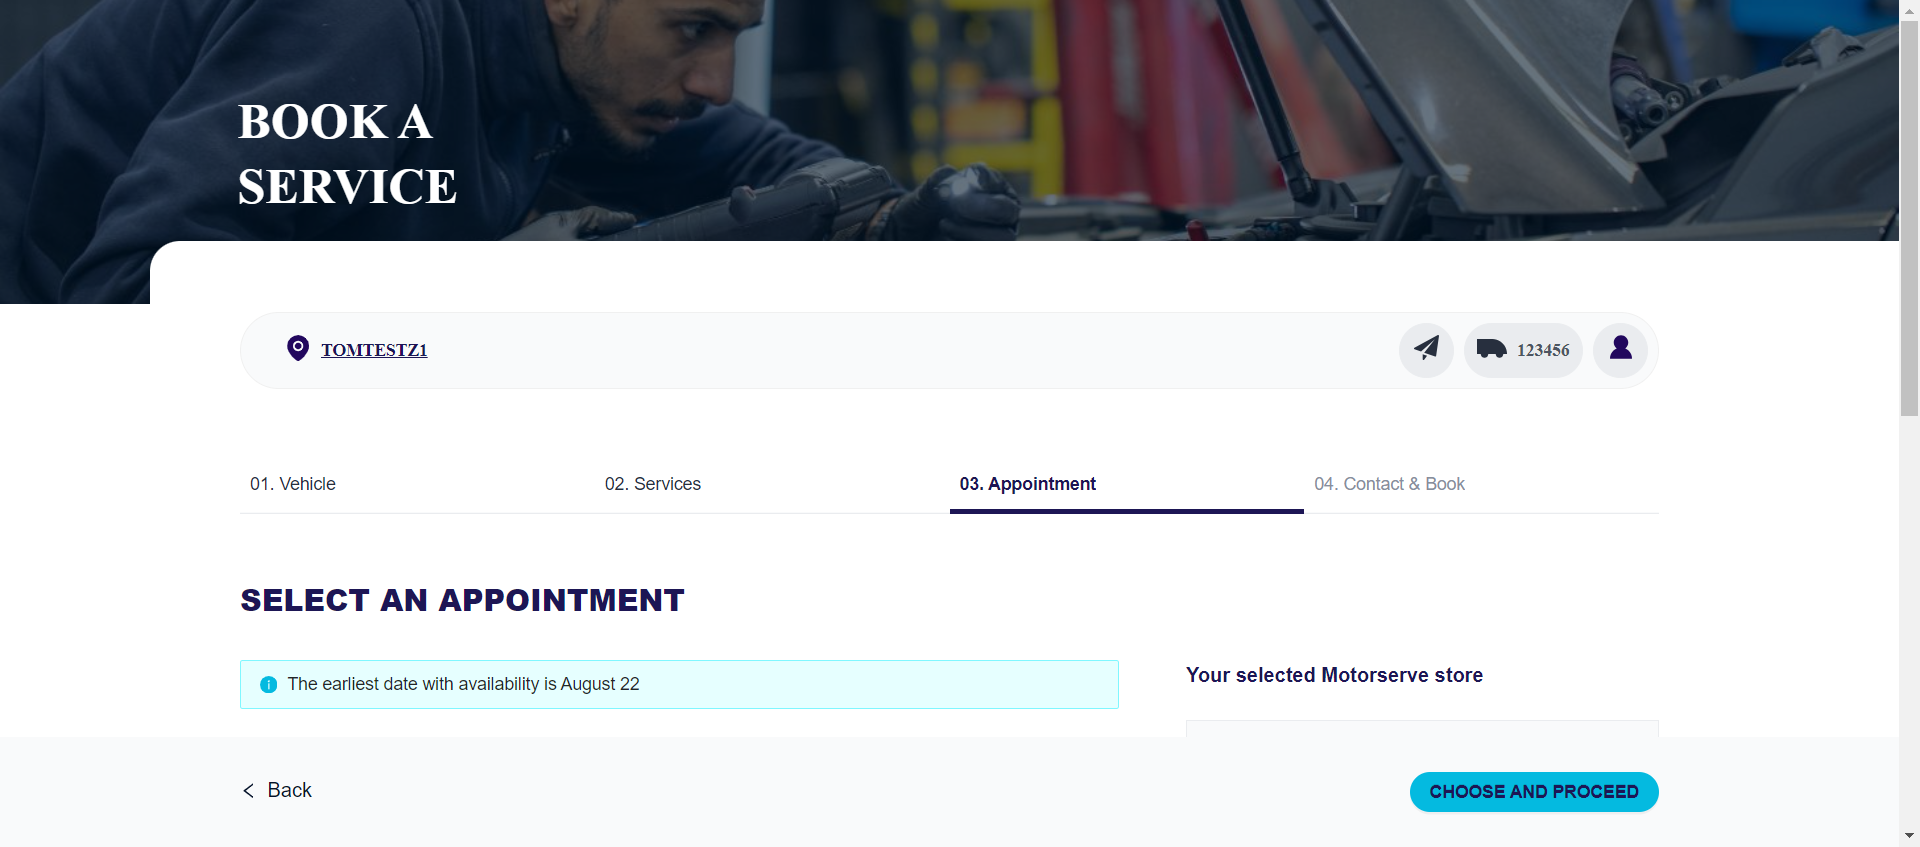 BOOK A
SERVICE
TOMTESTZ1
123456
01. Vehicle
02. Services
03. Appointment
04. Contact & Book
SELECT AN APPOINTMENT
The earliest date with availability is August 22
Your selected Motorserve store
Back
CHOOSE AND PROCEED